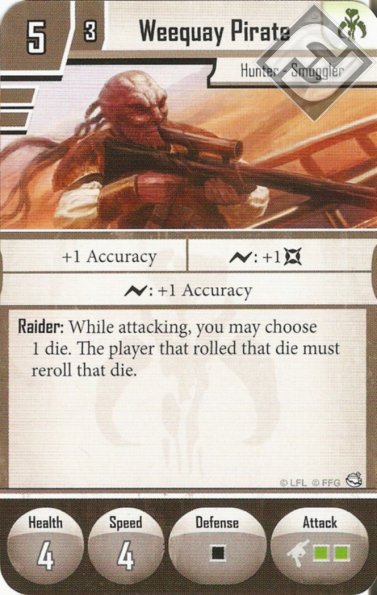 5
3
Weequay Pirate
Hunter - Smuggler
+1 Accuracy
: +1
: +1 Accuracy
Raider: While attacking, you may choose
1 die. The player that rolled that die must
reroll that die.
© LFL © FFG
Health
4
Speed
4
Defense
Attack